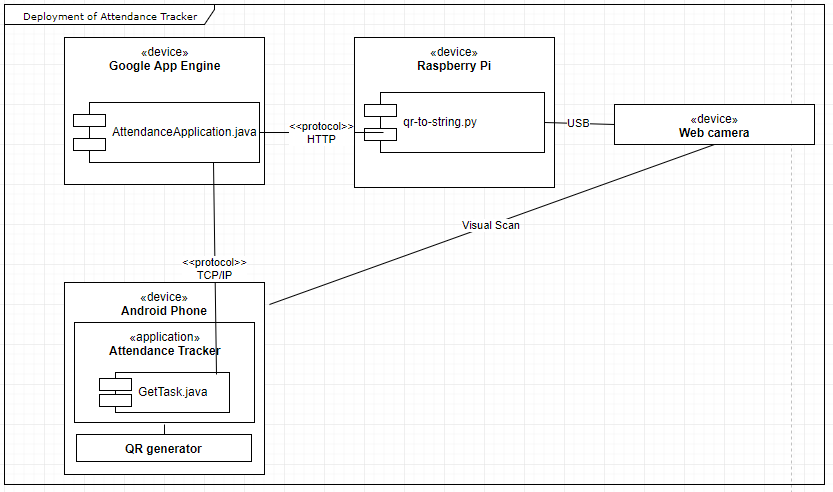 Deployment of Attendance Tracker
«device»
Google App Engine
AttendanceApplication.java
<<protocol>>
HTTP
«device»
Raspberry Pi
qr-to-string.py
USB
«device»
Web camera
Visual Scan
<<protocol>>
TCP/IP
«device»
Android Phone
«application»
Attendance Tracker
GetTask.java
QR generator